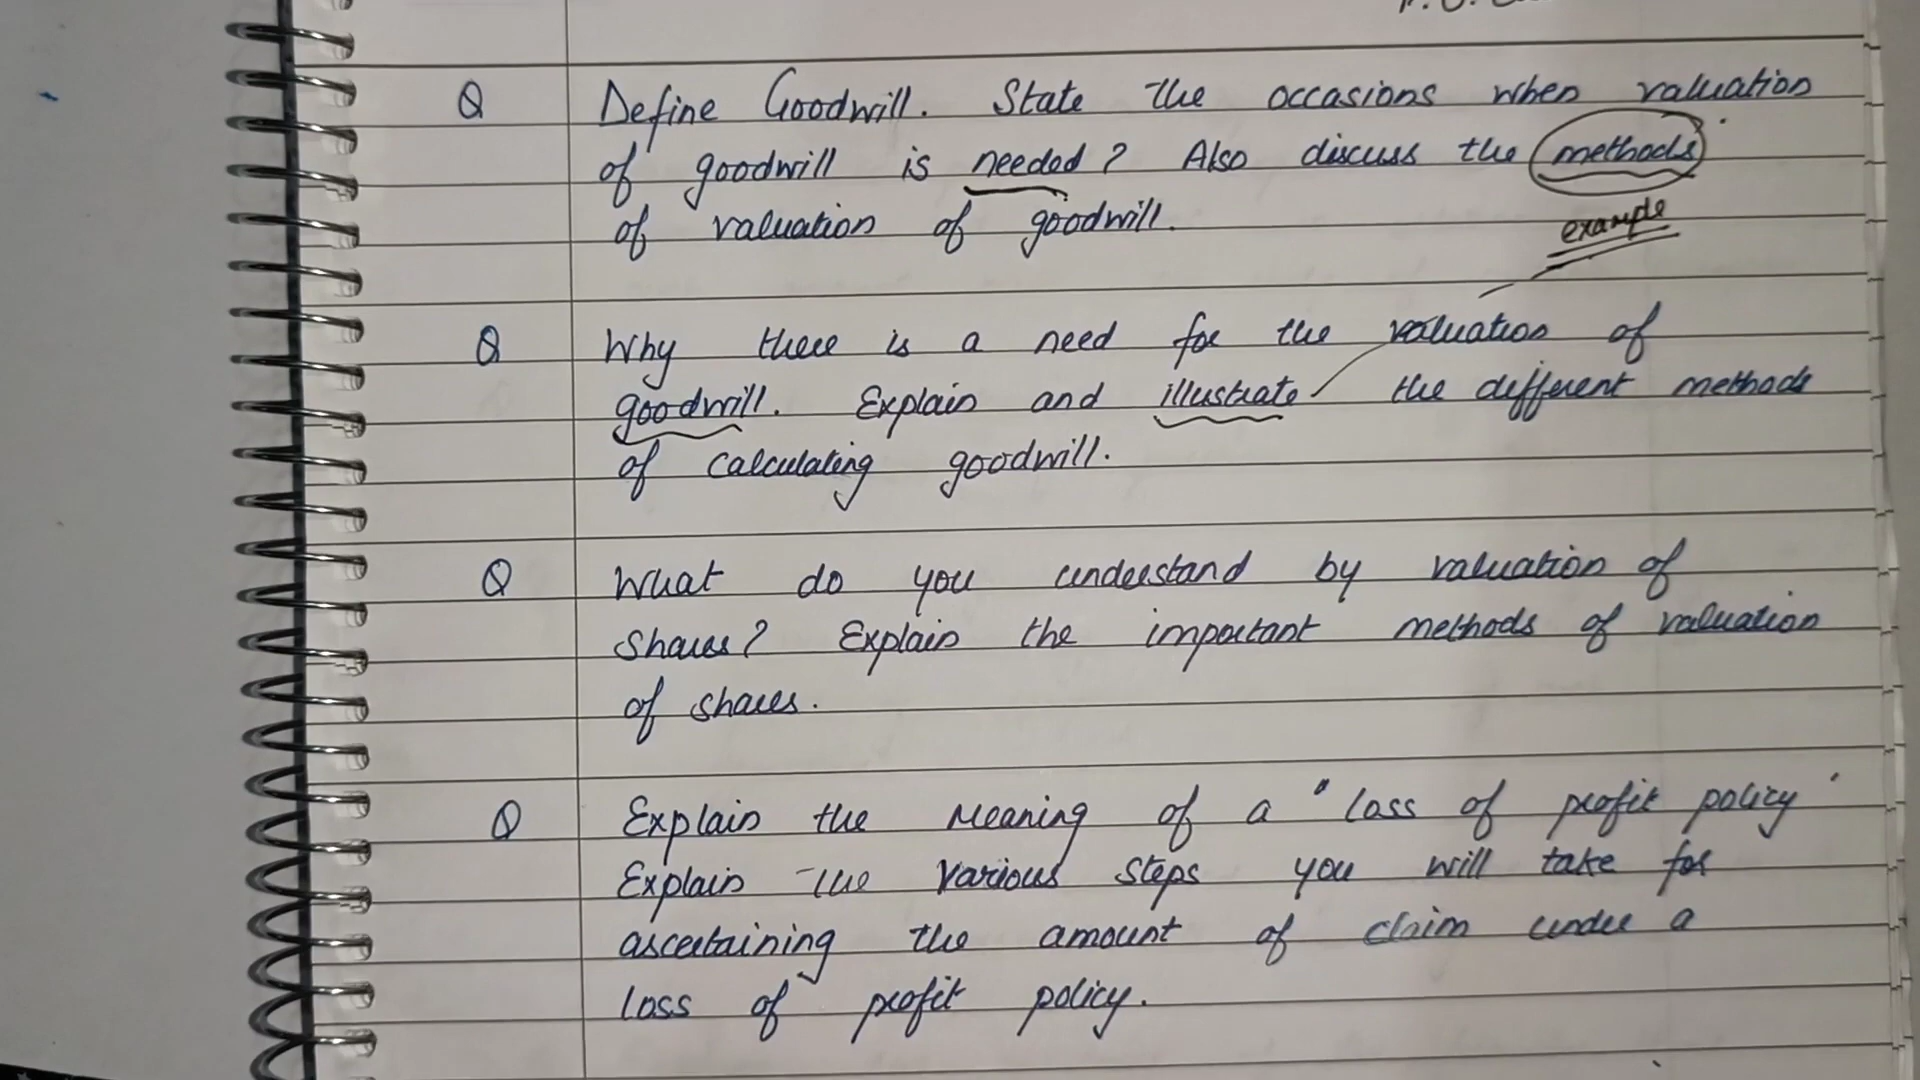 Q Define Goodwill. State the occasions when valuation
of goodwill is needed? Also discuss the methods
of valuation of goodwill.
example
Q Why there is a need for the valuation of
goodwill. Explain and illustrate the different methods
of calculating goodwill.
Q What do you understand by valuation of
shares? Explain the important methods of valuation
of shares.
Q Explain the meaning of a "loss of profit policy"
Explain the various steps you will take for
ascertaining the amount of claim under a
loss of profit policy.